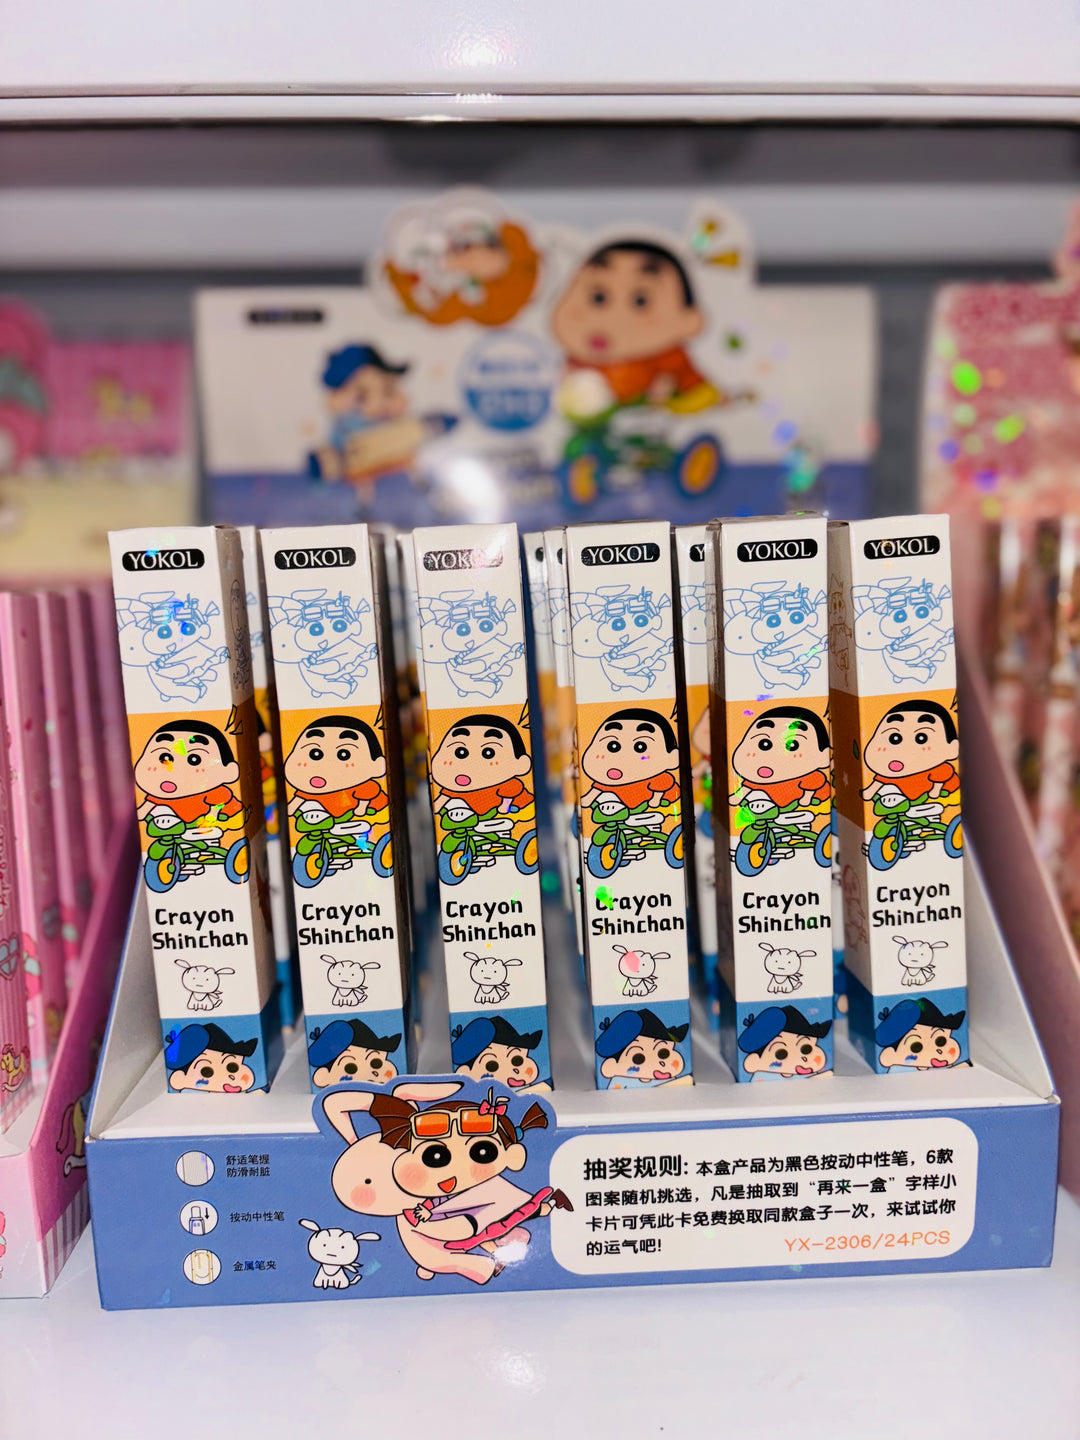 YOKOL
YOKOL
YOKOL
YOKOL
YOKOL
YOKOL
Crayon
Shinchan
Crayon
Shinchan
Crayon
Shinchan
Crayon
Shinchan
Crayon
Shinchan
Crayon
Shinchan
舒适笔握
防滑耐脏
按动中性笔
金属笔夹
抽奖规则: 本盒产品为黑色按动中性笔，6款
图案随机挑选，凡是抽取到“再来一盒”字样小
卡片可凭此卡免费换取同款盒子一次，来试试你
的运气吧!
YX-2306/24PCS